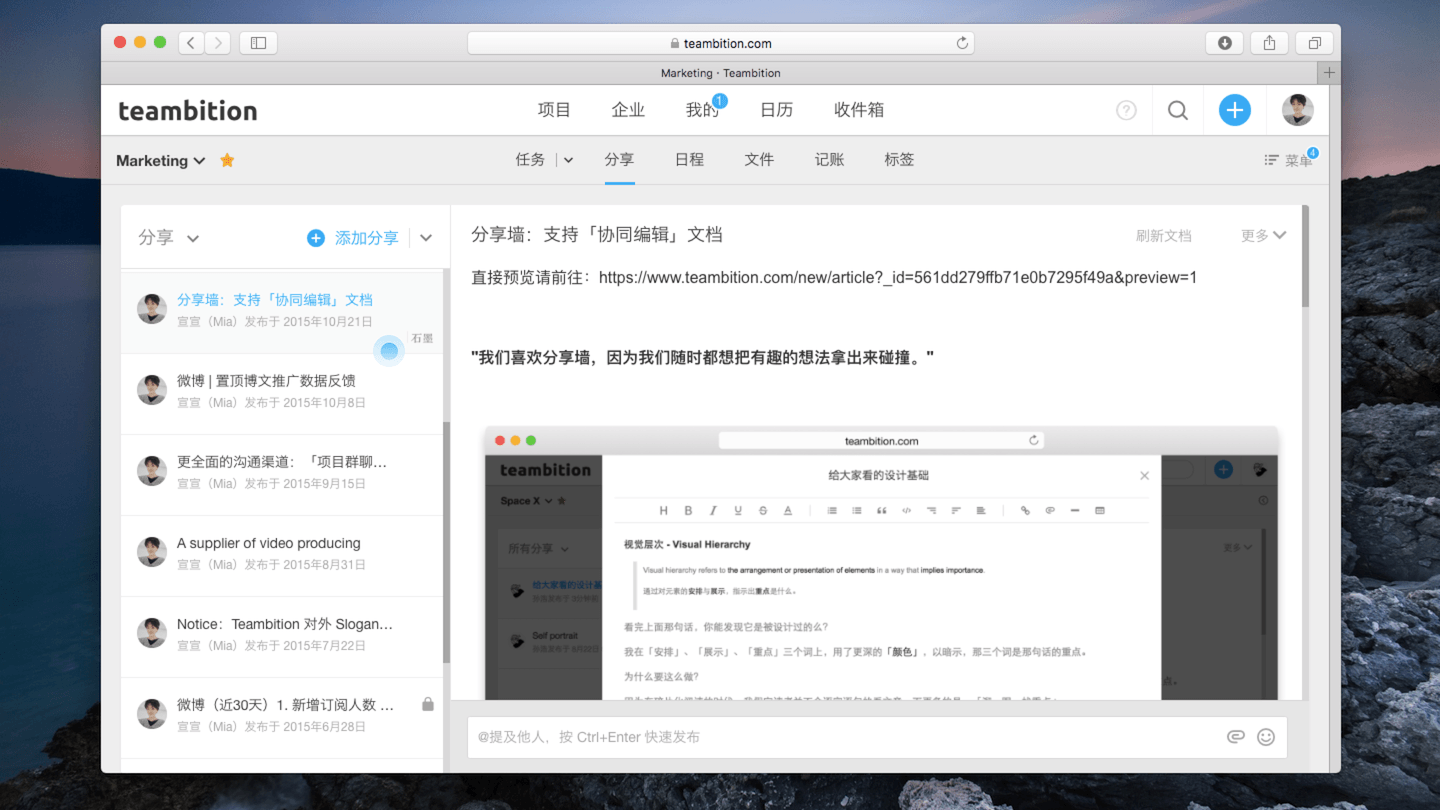 teambition.com
Marketing · Teambition
teambition
项目 企业 我的 1 日历 收件箱
Marketing
任务 分享 日程 文件 记账 标签
菜单 4
分享
添加分享
分享墙：支持「协同编辑」文档
宣宣（Mia）发布于 2015年10月21日
石墨
微博 | 置顶博文推广数据反馈
宣宣（Mia）发布于 2015年10月8日
更全面的沟通渠道：「项目群聊…
宣宣（Mia）发布于 2015年9月15日
A supplier of video producing
宣宣（Mia）发布于 2015年8月31日
Notice：Teambition 对外 Slogan…
宣宣（Mia）发布于 2015年7月22日
微博（近30天）1. 新增订阅人数 …
宣宣（Mia）发布于 2015年6月28日
分享墙：支持「协同编辑」文档
刷新文档 更多
直接预览请前往：https://www.teambition.com/new/article?_id=561dd279ffb71e0b7295f49a&preview=1
"我们喜欢分享墙，因为我们随时都想把有趣的想法拿出来碰撞。"
teambition.com
teambition
给大家看的设计基础
Space X
H B I U S A
所有分享
更多
视觉层次 - Visual Hierarchy
Visual hierarchy refers to the arrangement or presentation of elements in a way that implies importance.
通过对元素的安排与展示，指示出重点是什么。
给大家看的设计基
Self portrait
看完上面那句话，你能发现它是被设计过的么？
我在「安排」、「展示」、「重点」三个词上，用了更深的「颜色」，以暗示，那三个词是那句话的重点。
为什么要这么做？
@提及他人，按 Ctrl+Enter 快速发布